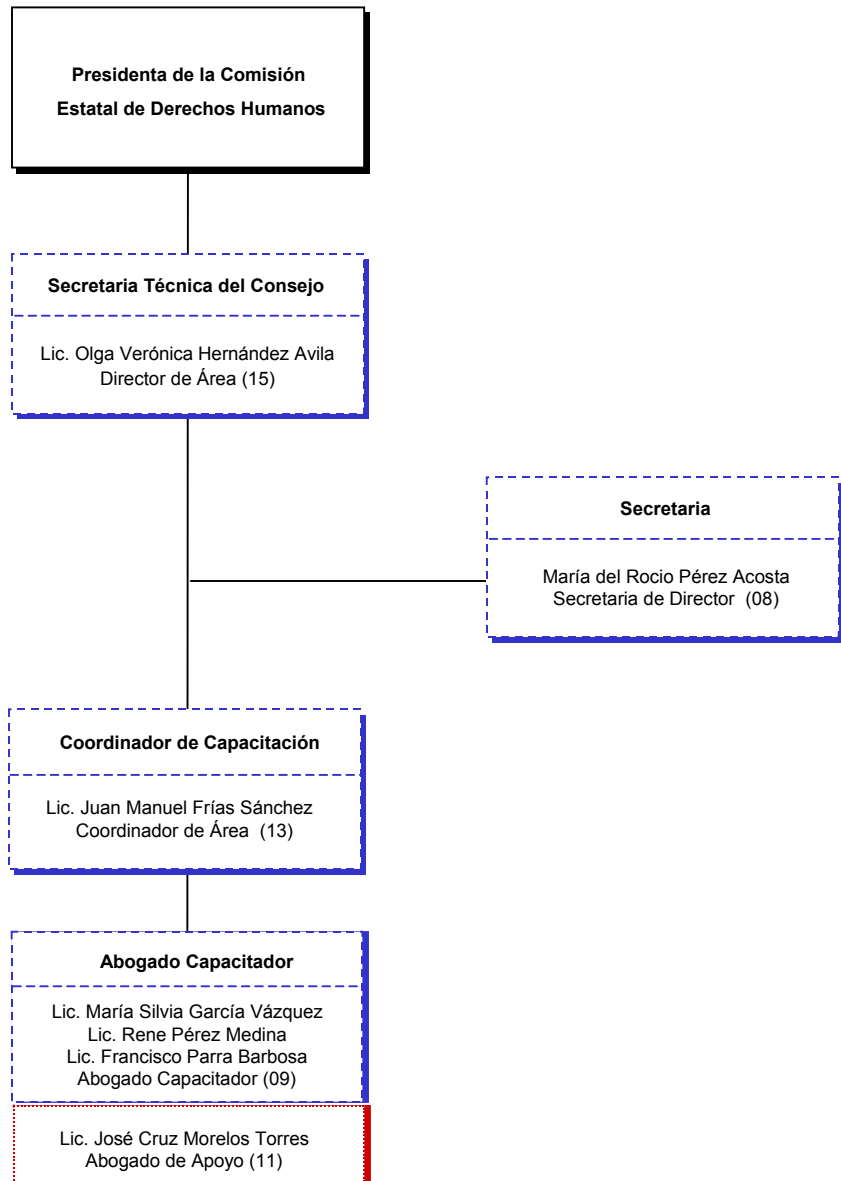 Presidenta de la Comisión
Estatal de Derechos Humanos
Secretaria Técnica del Consejo
Lic. Olga Verónica Hernández Avila
Director de Área (15)
Secretaria
María del Rocio Pérez Acosta
Secretaria de Director (08)
Coordinador de Capacitación
Lic. Juan Manuel Frías Sánchez
Coordinador de Área (13)
Abogado Capacitador
Lic. María Silvia García Vázquez
Lic. Rene Pérez Medina
Lic. Francisco Parra Barbosa
Abogado Capacitador (09)
Lic. José Cruz Morelos Torres
Abogado de Apoyo (11)